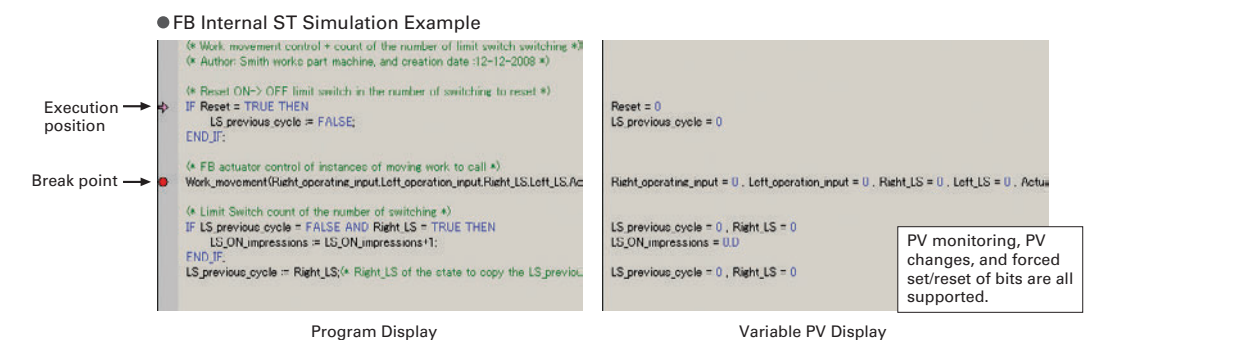 ● FB Internal ST Simulation Example
(* Work movement control + count of the number of limit switch switching *)
(* Author: Smith works part machine, and creation date :12-12-2008 *)
(* Reset ON-> OFF limit switch in the number of switching to reset *)
Execution position
IF Reset = TRUE THEN
LS_previous_cycle := FALSE;
END_IF;
Reset = 0
LS_previous_cycle = 0
(* FB actuator control of instances of moving work to call *)
Break point
Work_movement(Right_operating_input,Left_operation_input,Right_LS,Left_LS,Ac
Right_operating_input = 0 , Left_operation_input = 0 , Right_LS = 0 , Left_LS = 0 , Actu
(* Limit Switch count of the number of switching *)
IF LS_previous_cycle = FALSE AND Right_LS = TRUE THEN
LS_ON_impressions := LS_ON_impressions+1;
END_IF;
LS_previous_cycle := Right_LS;(* Right_LS of the state to copy the LS_previou
LS_previous_cycle = 0 , Right_LS = 0
LS_ON_impressions = 0.0
LS_previous_cycle = 0 , Right_LS = 0
PV monitoring, PV
changes, and forced
set/reset of bits are all
supported.
Program Display
Variable PV Display